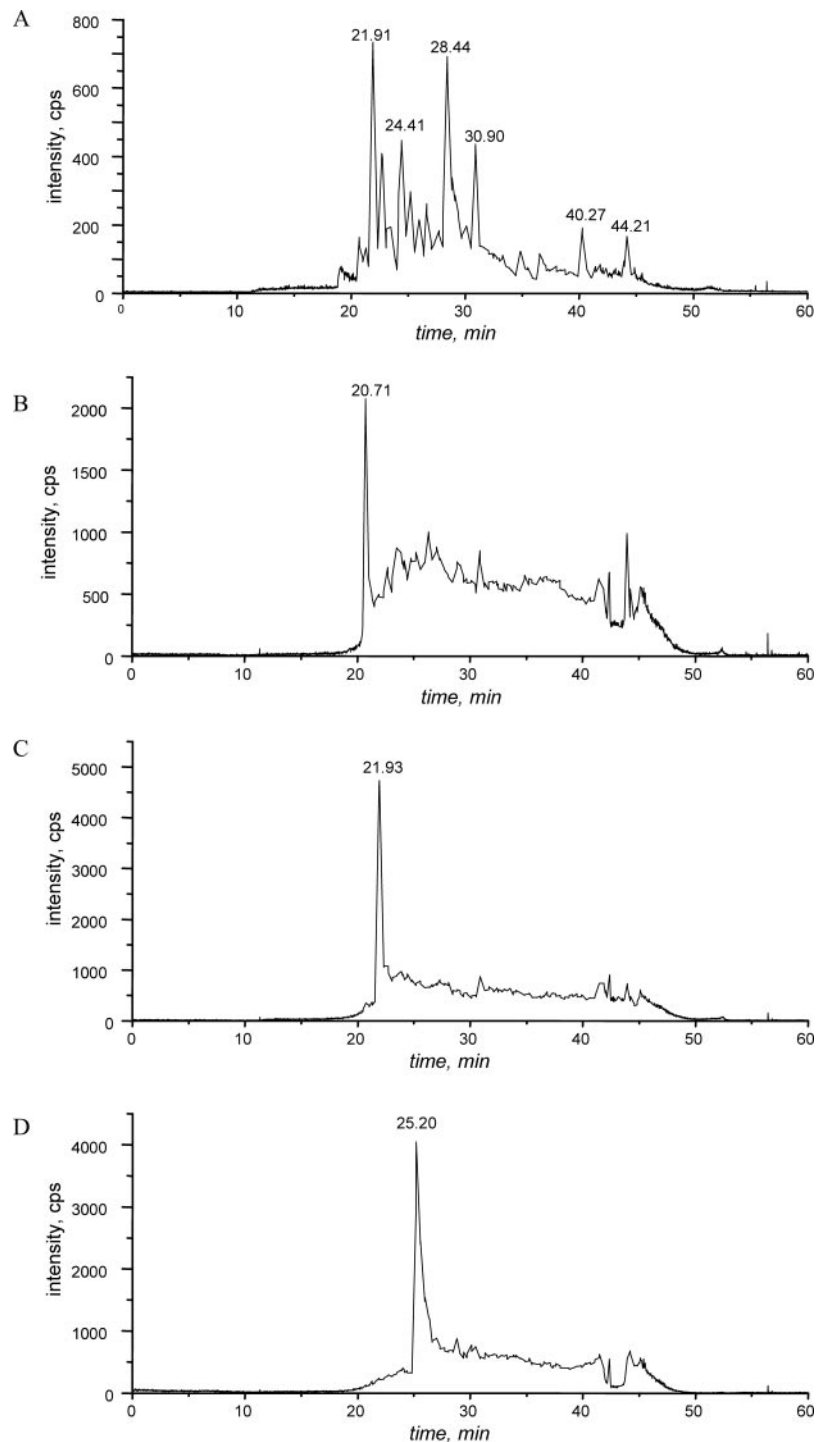 A
800
600
400
200
0
intensity, cps
21.91
24.41
28.44
30.90
40.27
44.21
0 10 20 30 40 50 60
time, min
B
2000
1500
1000
500
0
intensity, cps
20.71
0 10 20 30 40 50 60
time, min
C
5000
4000
3000
2000
1000
0
intensity, cps
21.93
0 10 20 30 40 50 60
time, min
D
4000
3000
2000
1000
0
intensity, cps
25.20
0 10 20 30 40 50 60
time, min